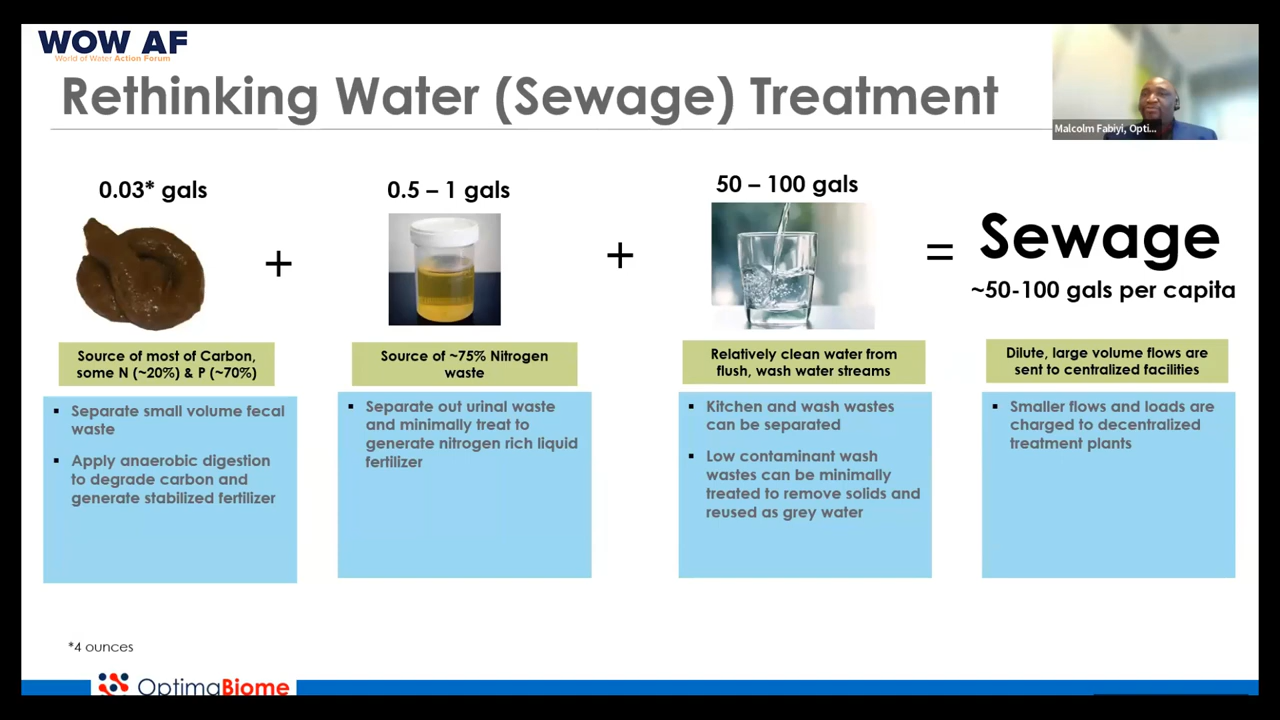 WOW AF
World of Water Action Forum
Rethinking Water (Sewage) Treatment
Malcolm Fabiyi, Opti...
0.03* gals
+
0.5 – 1 gals
+
50 – 100 gals
=
Sewage
~50-100 gals per capita
Source of most of Carbon,
some N (~20%) & P (~70%)
▪ Separate small volume fecal
waste
▪ Apply anaerobic digestion
to degrade carbon and
generate stabilized fertilizer
Source of ~75% Nitrogen
waste
▪ Separate out urinal waste
and minimally treat to
generate nitrogen rich liquid
fertilizer
Relatively clean water from
flush, wash water streams
▪ Kitchen and wash wastes
can be separated
▪ Low contaminant wash
wastes can be minimally
treated to remove solids and
reused as grey water
Dilute, large volume flows are
sent to centralized facilities
▪ Smaller flows and loads are
charged to decentralized
treatment plants
*4 ounces
OptimaBiome